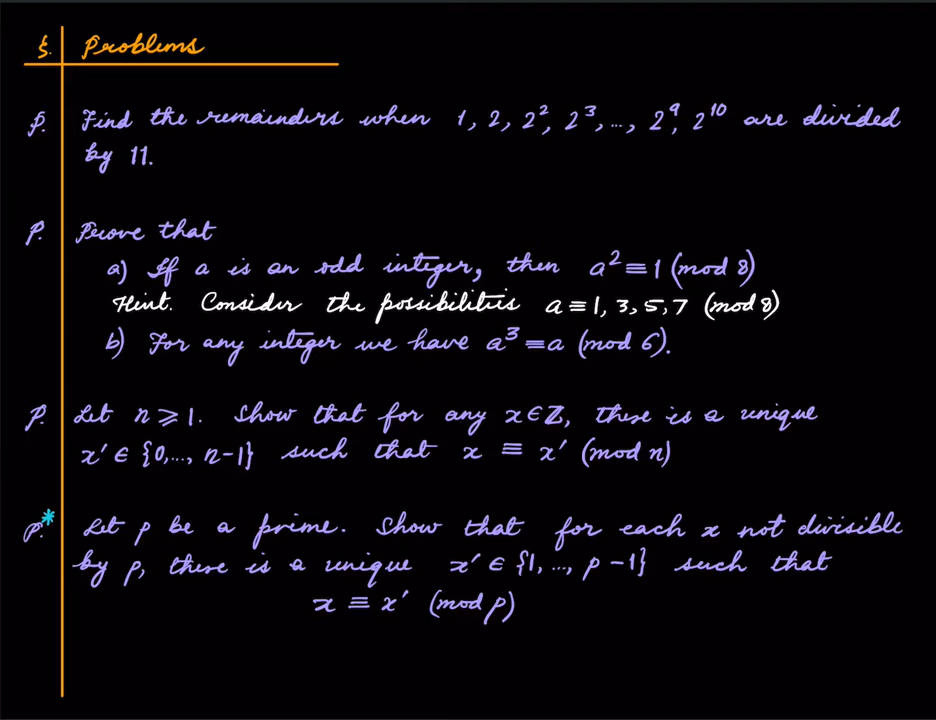 §. Problems
P. Find the remainders when 1, 2, 2², 2³, ..., 2⁹, 2¹⁰ are divided
by 11.
P. Prove that
a) If a is an odd integer, then a² ≡ 1 (mod 8)
Hint. Consider the possibilities a ≡ 1, 3, 5, 7 (mod 8)
b) For any integer we have a³ ≡ a (mod 6).
P. Let n ⩾ 1. Show that for any x ∈ ℤ, there is a unique
x' ∈ {0, ..., n-1} such that x ≡ x' (mod n)
P.* Let p be a prime. Show that for each x not divisible
by p, there is a unique x' ∈ {1, ..., p-1} such that
x ≡ x' (mod p)